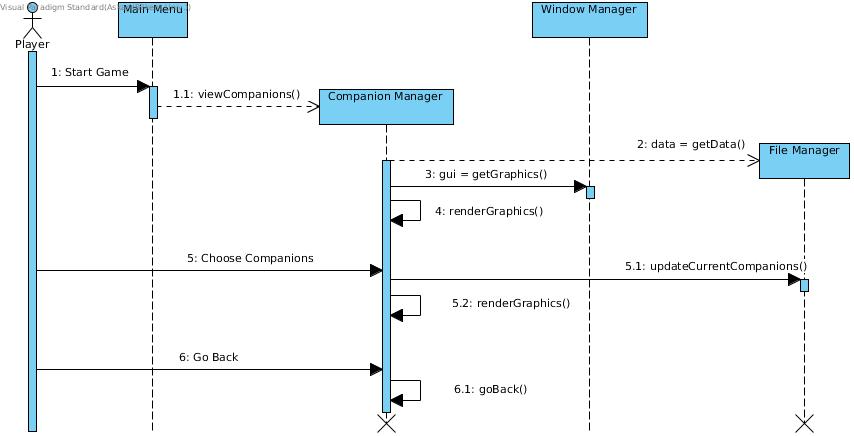 Visual Paradigm Standard(As
Main Menu
Window Manager
Player
1: Start Game
1.1: viewCompanions()
Companion Manager
2: data = getData()
File Manager
3: gui = getGraphics()
4: renderGraphics()
5: Choose Companions
5.1: updateCurrentCompanions()
5.2: renderGraphics()
6: Go Back
6.1: goBack()